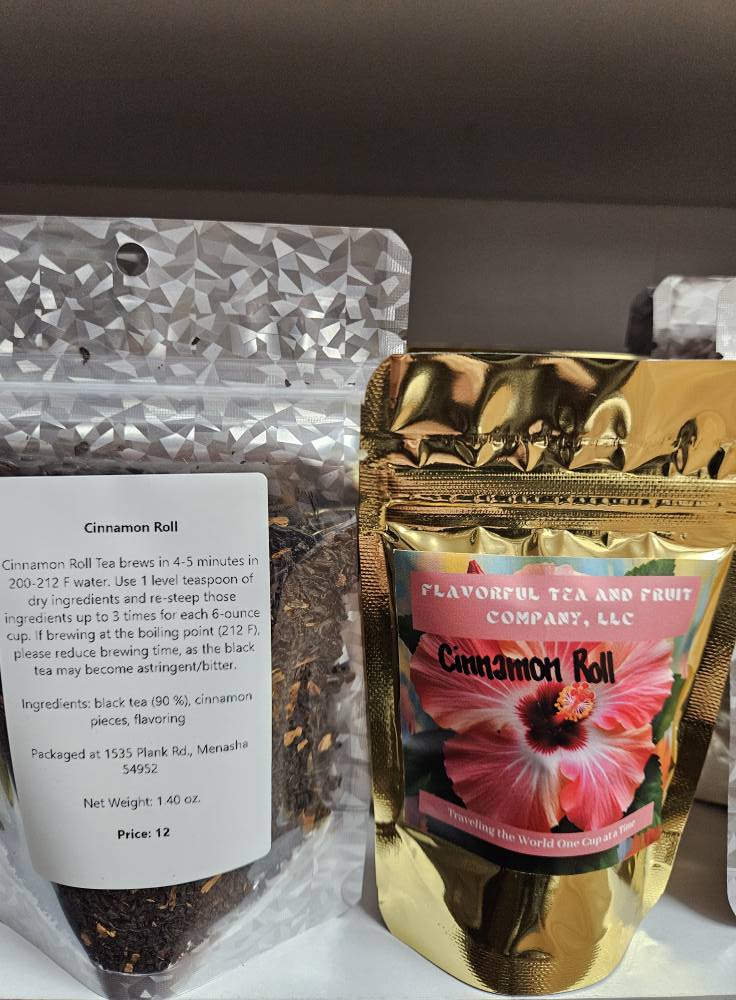 Cinnamon Roll
Cinnamon Roll Tea brews in 4-5 minutes in
200-212 F water. Use 1 level teaspoon of
dry ingredients and re-steep those
ingredients up to 3 times for each 6-ounce
cup. If brewing at the boiling point (212 F),
please reduce brewing time, as the black
tea may become astringent/bitter.
Ingredients: black tea (90 %), cinnamon
pieces, flavoring
Packaged at 1535 Plank Rd., Menasha
54952
Net Weight: 1.40 oz.
Price: 12
FLAVORFUL TEA AND FRUIT
COMPANY, LLC
Cinnamon Roll
Traveling the World One Cup at a Time